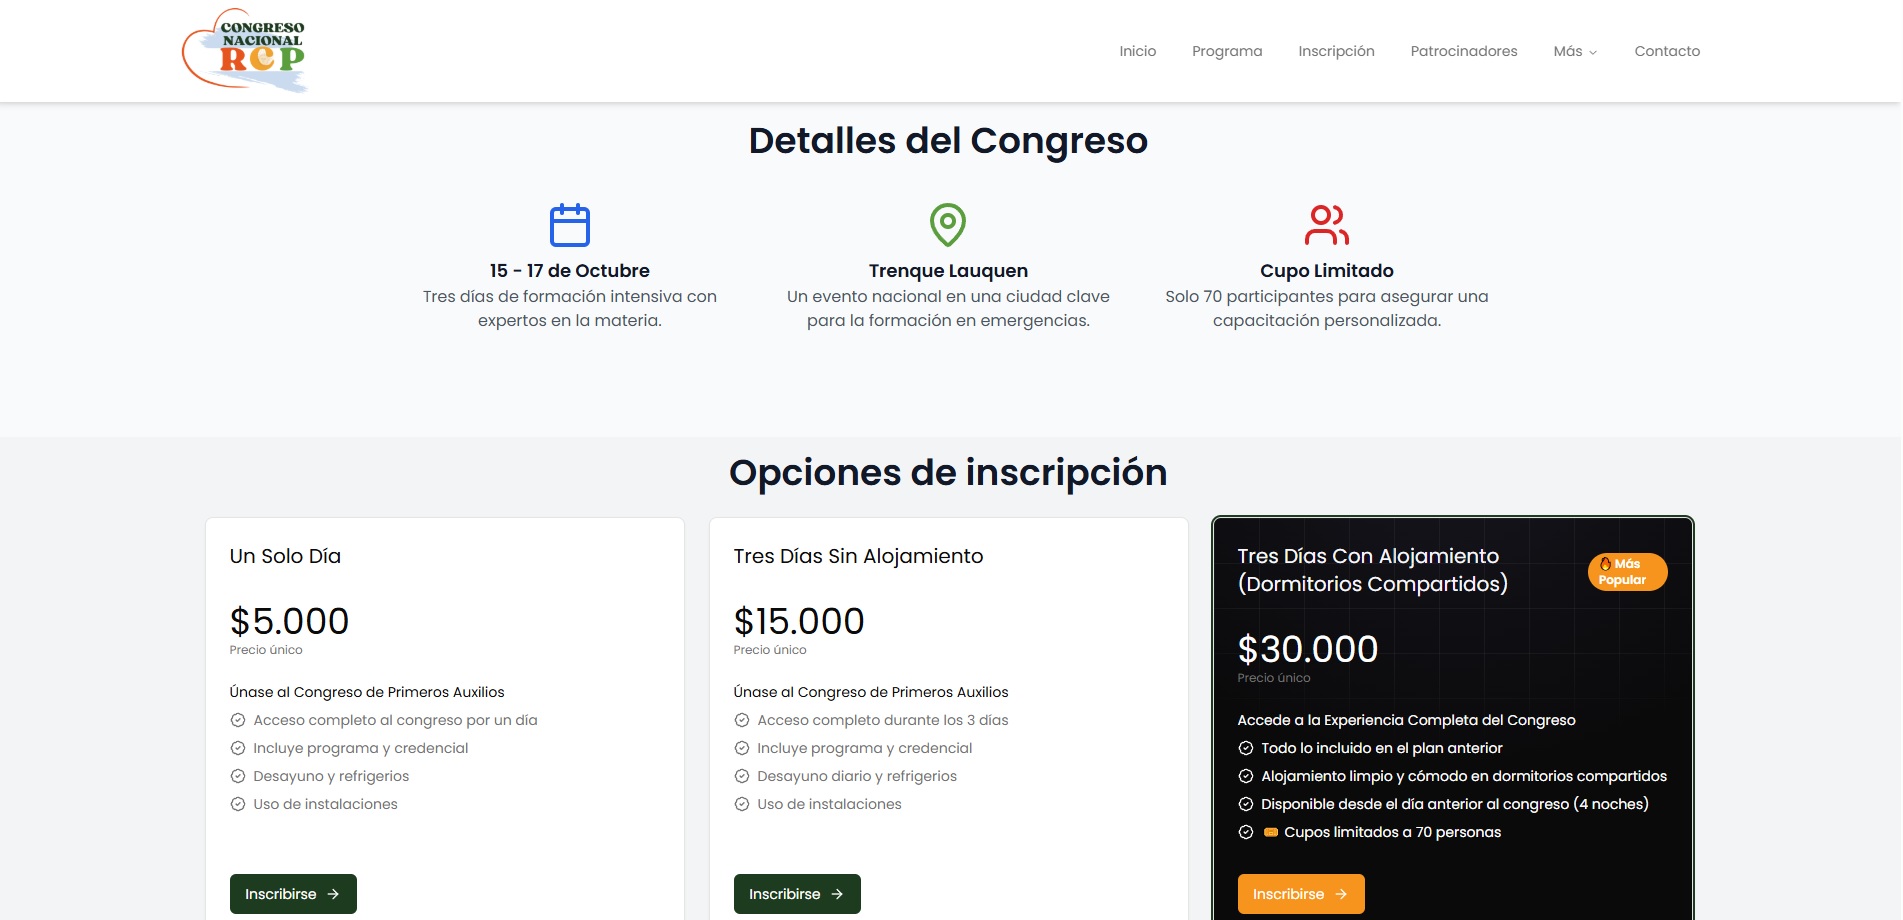 CONGRESO
NACIONAL
RCP
Inicio
Programa
Inscripción
Patrocinadores
Más
Contacto
Detalles del Congreso
15 - 17 de Octubre
Tres días de formación intensiva con
expertos en la materia.
Trenque Lauquen
Un evento nacional en una ciudad clave
para la formación en emergencias.
Cupo Limitado
Solo 70 participantes para asegurar una
capacitación personalizada.
Opciones de inscripción
Un Solo Día
$5.000
Precio único
Únase al Congreso de Primeros Auxilios
Acceso completo al congreso por un día
Incluye programa y credencial
Desayuno y refrigerios
Uso de instalaciones
Inscribirse
Tres Días Sin Alojamiento
$15.000
Precio único
Únase al Congreso de Primeros Auxilios
Acceso completo durante los 3 días
Incluye programa y credencial
Desayuno diario y refrigerios
Uso de instalaciones
Inscribirse
Tres Días Con Alojamiento
(Dormitorios Compartidos)
🔥 Más
Popular
$30.000
Precio único
Accede a la Experiencia Completa del Congreso
Todo lo incluido en el plan anterior
Alojamiento limpio y cómodo en dormitorios compartidos
Disponible desde el día anterior al congreso (4 noches)
🎟️ Cupos limitados a 70 personas
Inscribirse